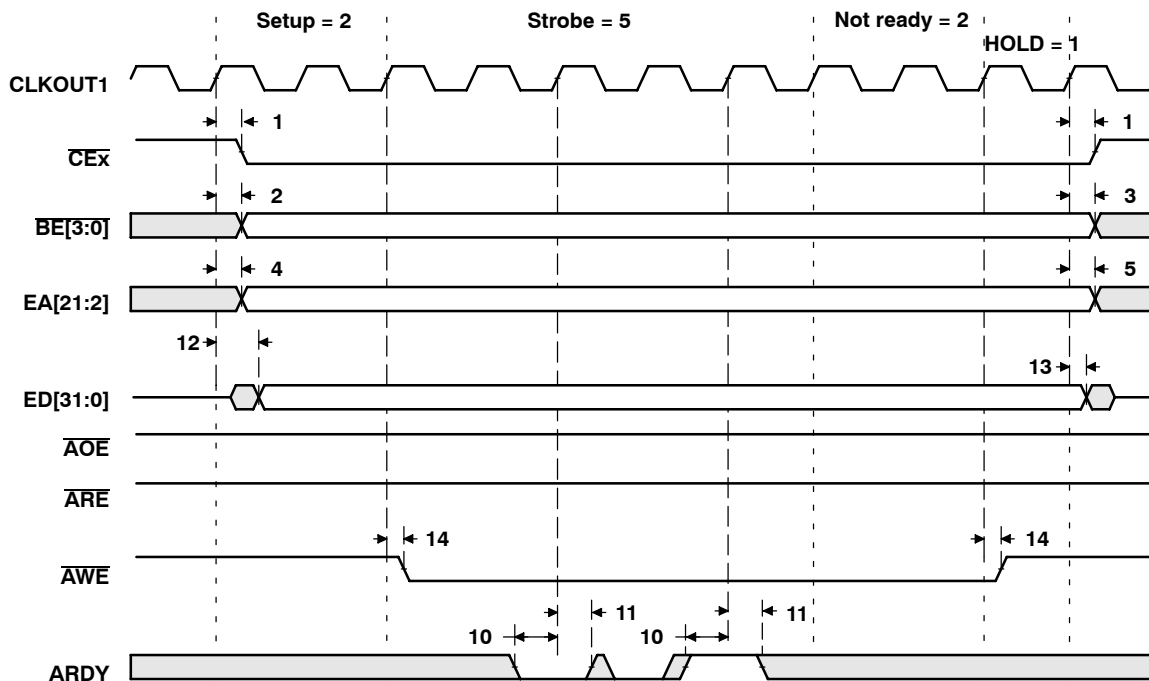 Setup = 2 Strobe = 5 Not ready = 2
HOLD = 1
CLKOUT1
1 1
CEx
2 3
BE[3:0]
4 5
EA[21:2]
12 13
ED[31:0]
AOE
ARE
14 14
AWE
10 11 10 11
ARDY